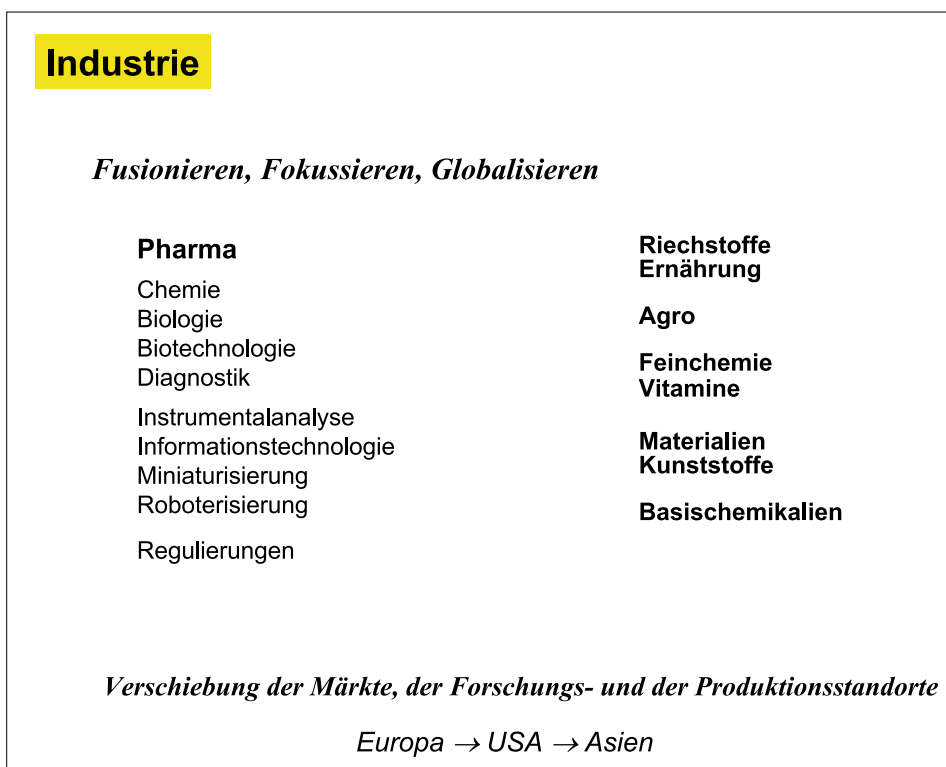 Industrie
Fusionieren, Fokussieren, Globalisieren
Pharma
Chemie
Biologie
Biotechnologie
Diagnostik
Instrumentalanalyse
Informationstechnologie
Miniaturisierung
Roboterisierung
Regulierungen
Riechstoffe
Ernährung
Agro
Feinchemie
Vitamine
Materialien
Kunststoffe
Basischemikalien
Verschiebung der Märkte, der Forschungs- und der Produktionsstandorte
Europa → USA → Asien